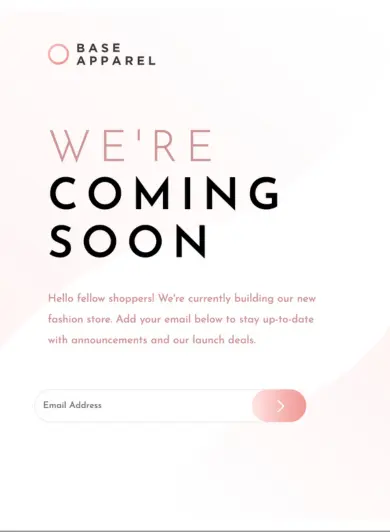 BASE
APPAREL
WE'RE
COMING
SOON
Hello fellow shoppers! We're currently building our new
fashion store. Add your email below to stay up-to-date
with announcements and our launch deals.
Email Address